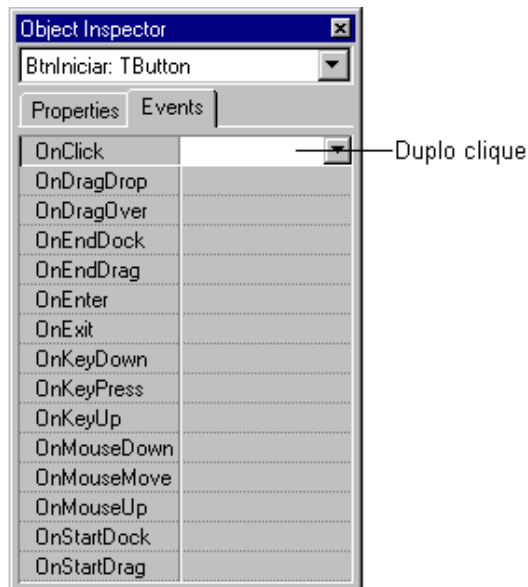 Object Inspector
BtnIniciar: TButton
Properties Events
OnClick Duplo clique
OnDragDrop
OnDragOver
OnEndDock
OnEndDrag
OnEnter
OnExit
OnKeyDown
OnKeyPress
OnKeyUp
OnMouseDown
OnMouseMove
OnMouseUp
OnStartDock
OnStartDrag